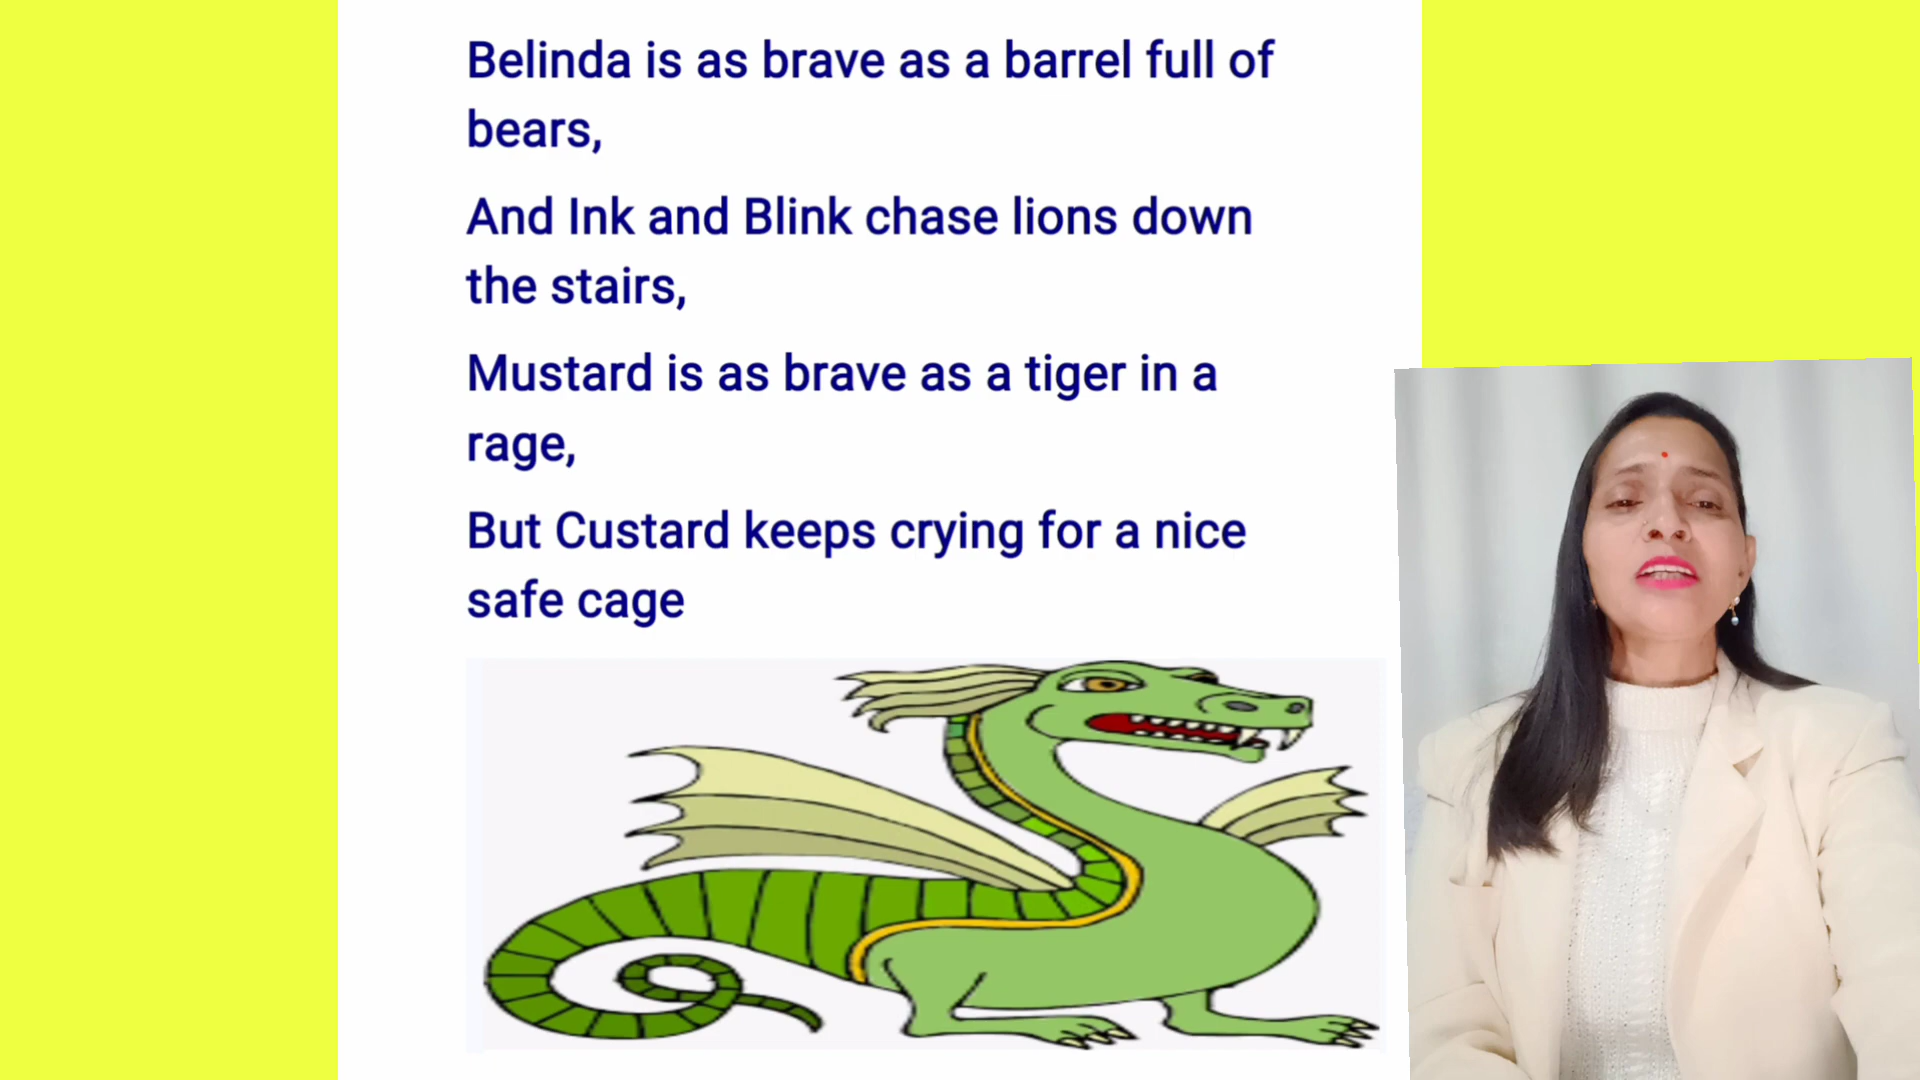 Belinda is as brave as a barrel full of
bears,
And Ink and Blink chase lions down
the stairs,
Mustard is as brave as a tiger in a
rage,
But Custard keeps crying for a nice
safe cage